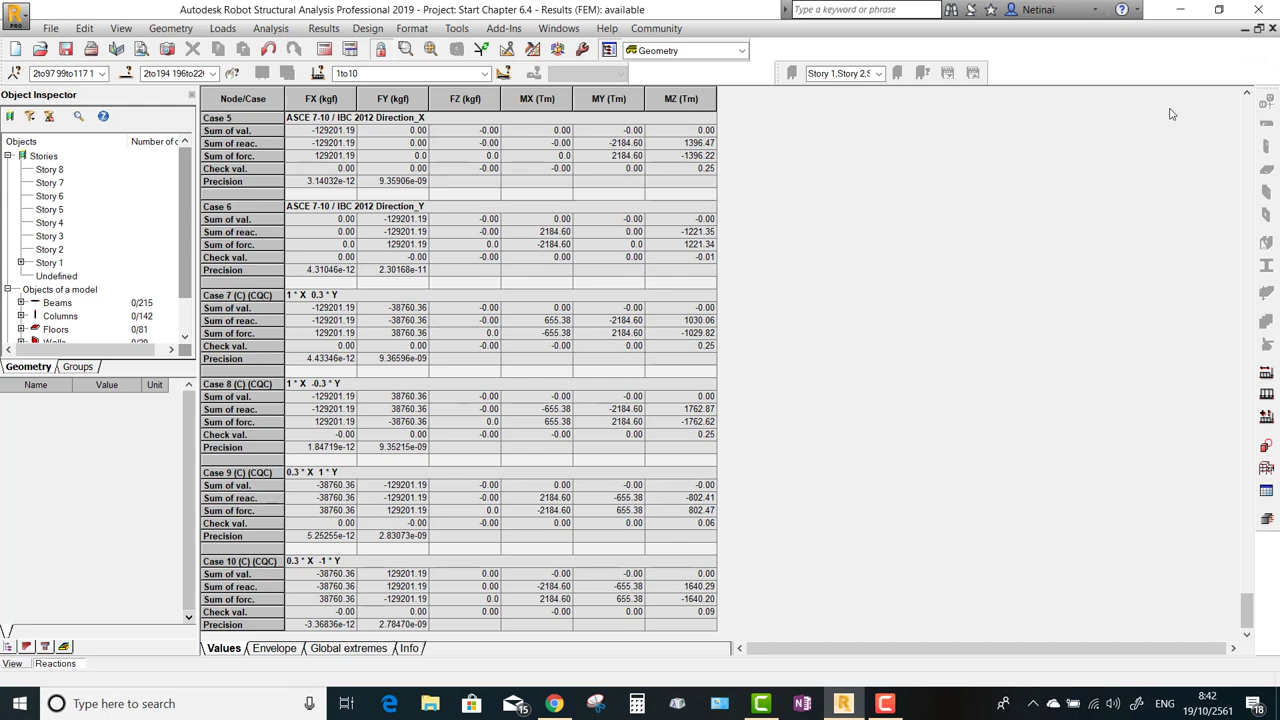 Autodesk Robot Structural Analysis Professional 2019 - Project: Start Chapter 6.4 - Results (FEM): available
Type a keyword or phrase
Netinai
PRO
File Edit View Geometry Loads Analysis Results Design Format Tools Add-Ins Windows Help Community
Geometry
2to97 99to117 1
2to194 196to22
1to10
Story 1,Story 2,S
Object Inspector
Objects Number of c
Stories
Story 8
Story 7
Story 6
Story 5
Story 4
Story 3
Story 2
Story 1
Undefined
Objects of a model
Beams 0/215
Columns 0/142
Floors 0/81
Geometry Groups
Name Value Unit
Node/Case FX (kgf) FY (kgf) FZ (kgf) MX (Tm) MY (Tm) MZ (Tm)
Case 5 ASCE 7-10 / IBC 2012 Direction_X
Sum of val. -129201.19 0.00 -0.00 0.00 -0.00 0.00
Sum of reac. -129201.19 0.00 -0.00 -0.00 -2184.60 1396.47
Sum of forc. 129201.19 0.0 0.0 0.0 2184.60 -1396.22
Check val. 0.00 0.00 -0.00 0.00 0.00 0.25
Precision 3.14032e-12 9.35906e-09
Case 6 ASCE 7-10 / IBC 2012 Direction_Y
Sum of val. 0.00 -129201.19 -0.00 0.00 -0.00 -0.00
Sum of reac. 0.00 -129201.19 -0.00 2184.60 -0.00 -1221.35
Sum of forc. 0.0 129201.19 0.0 -2184.60 0.0 1221.34
Check val. 0.00 -0.00 -0.00 0.00 0.00 -0.01
Precision 4.31046e-12 2.30168e-11
Case 7 (C) (CQC) 1 * X 0.3 * Y
Sum of val. -129201.19 -38760.36 -0.00 0.00 -0.00 -0.00
Sum of reac. -129201.19 -38760.36 -0.00 655.38 -2184.60 1030.06
Sum of forc. 129201.19 38760.36 0.0 -655.38 2184.60 -1029.82
Check val. 0.00 0.00 -0.00 -0.00 0.00 0.25
Precision 4.43346e-12 9.36596e-09
Case 8 (C) (CQC) 1 * X -0.3 * Y
Sum of val. -129201.19 38760.36 -0.00 -0.00 -0.00 0.00
Sum of reac. -129201.19 38760.36 -0.00 -655.38 -2184.60 1762.87
Sum of forc. 129201.19 -38760.36 0.0 655.38 2184.60 -1762.62
Check val. -0.00 0.00 -0.00 -0.00 0.00 0.25
Precision 1.84719e-12 9.35215e-09
Case 9 (C) (CQC) 0.3 * X 1 * Y
Sum of val. -38760.36 -129201.19 -0.00 0.00 -0.00 -0.00
Sum of reac. -38760.36 -129201.19 -0.00 2184.60 -655.38 -802.41
Sum of forc. 38760.36 129201.19 0.0 -2184.60 655.38 802.47
Check val. 0.00 -0.00 -0.00 0.00 0.00 0.06
Precision 5.25255e-12 2.83073e-09
Case 10 (C) (CQC) 0.3 * X -1 * Y
Sum of val. -38760.36 129201.19 0.00 -0.00 -0.00 0.00
Sum of reac. -38760.36 129201.19 0.00 -2184.60 -655.38 1640.29
Sum of forc. 38760.36 -129201.19 0.0 2184.60 655.38 -1640.20
Check val. -0.00 0.00 0.00 -0.00 0.00 0.09
Precision -3.36836e-12 2.78470e-09
Values Envelope Global extremes Info
View Reactions
Type here to search
15
ENG
8:42
19/10/2561
18